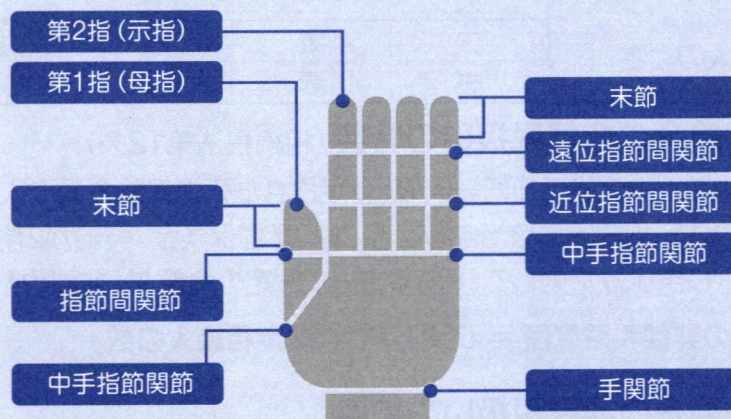 第2指（示指）
第1指（母指）
末節
指節間関節
中手指節関節
末節
遠位指節間関節
近位指節間関節
中手指節関節
手関節